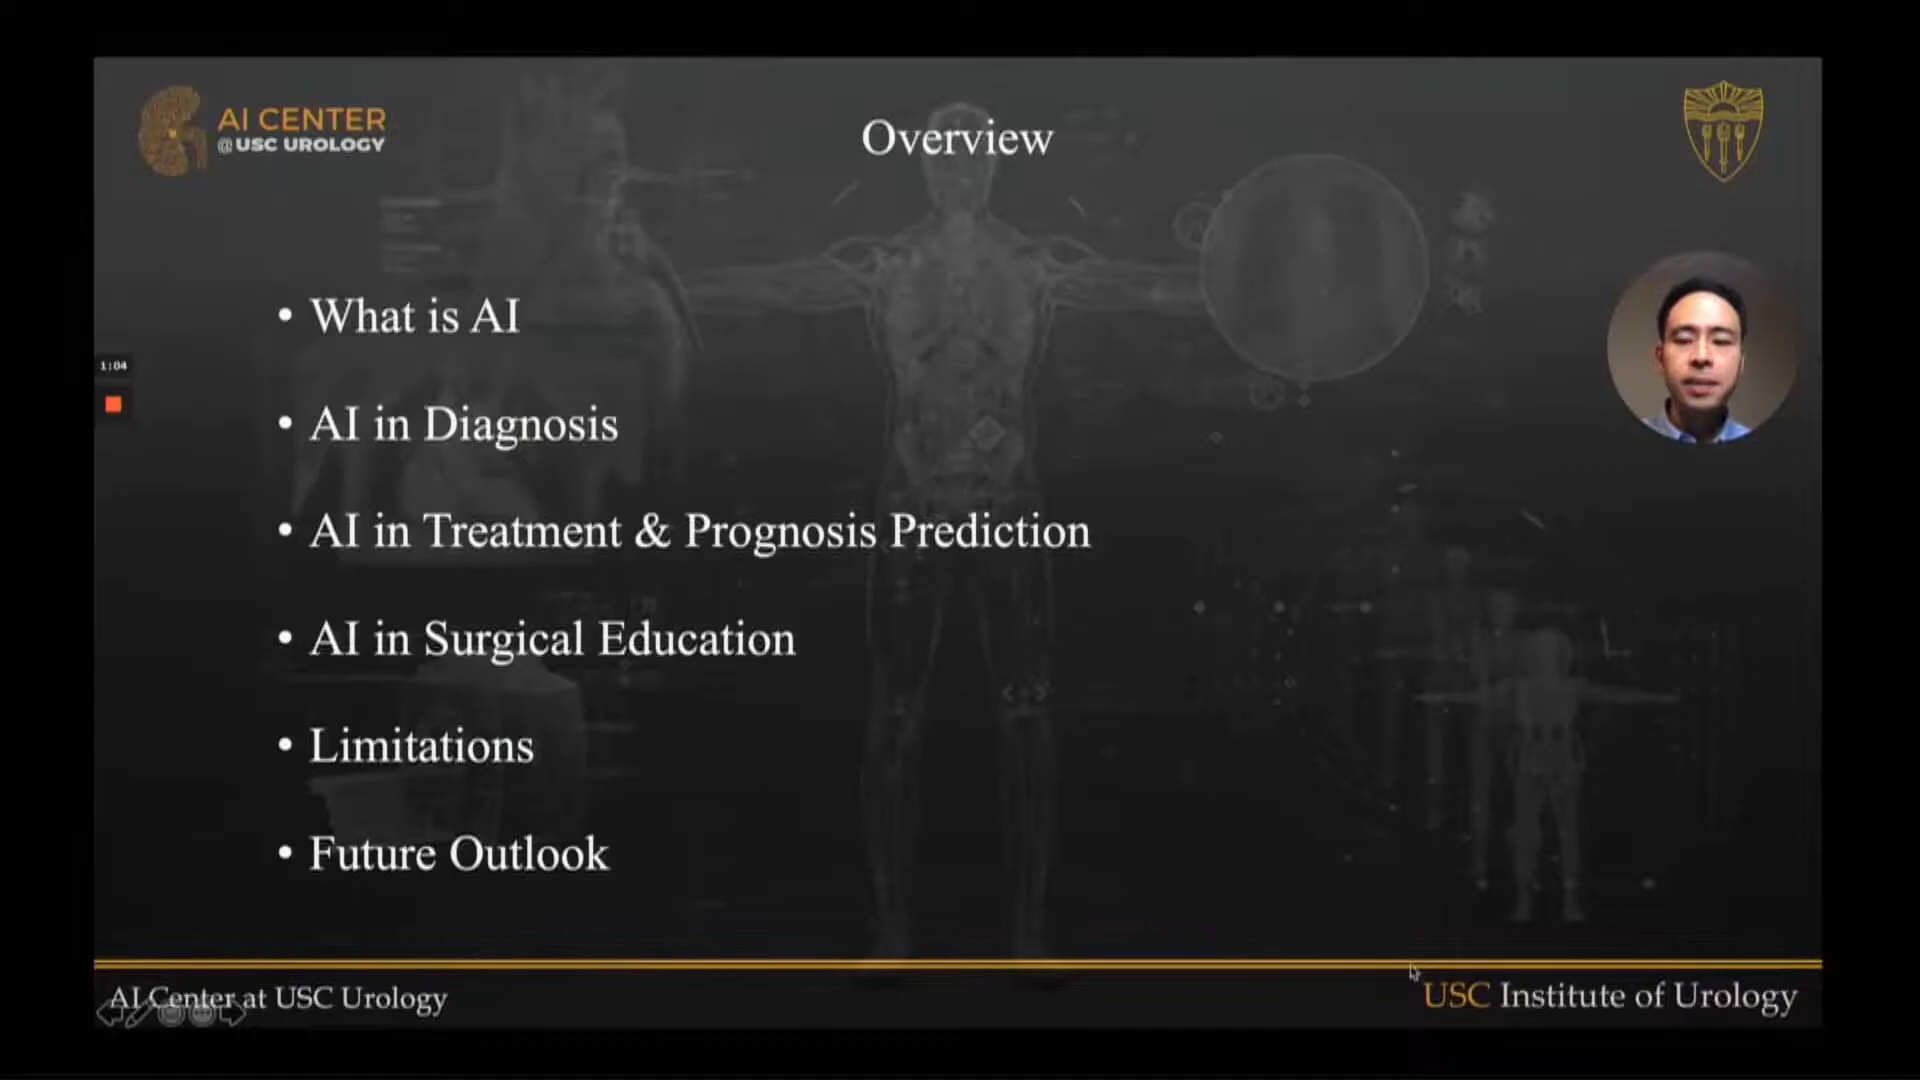 AI CENTER
@USC UROLOGY
Overview
• What is AI
1:04
• AI in Diagnosis
• AI in Treatment & Prognosis Prediction
• AI in Surgical Education
• Limitations
• Future Outlook
AI Center at USC Urology
USC Institute of Urology